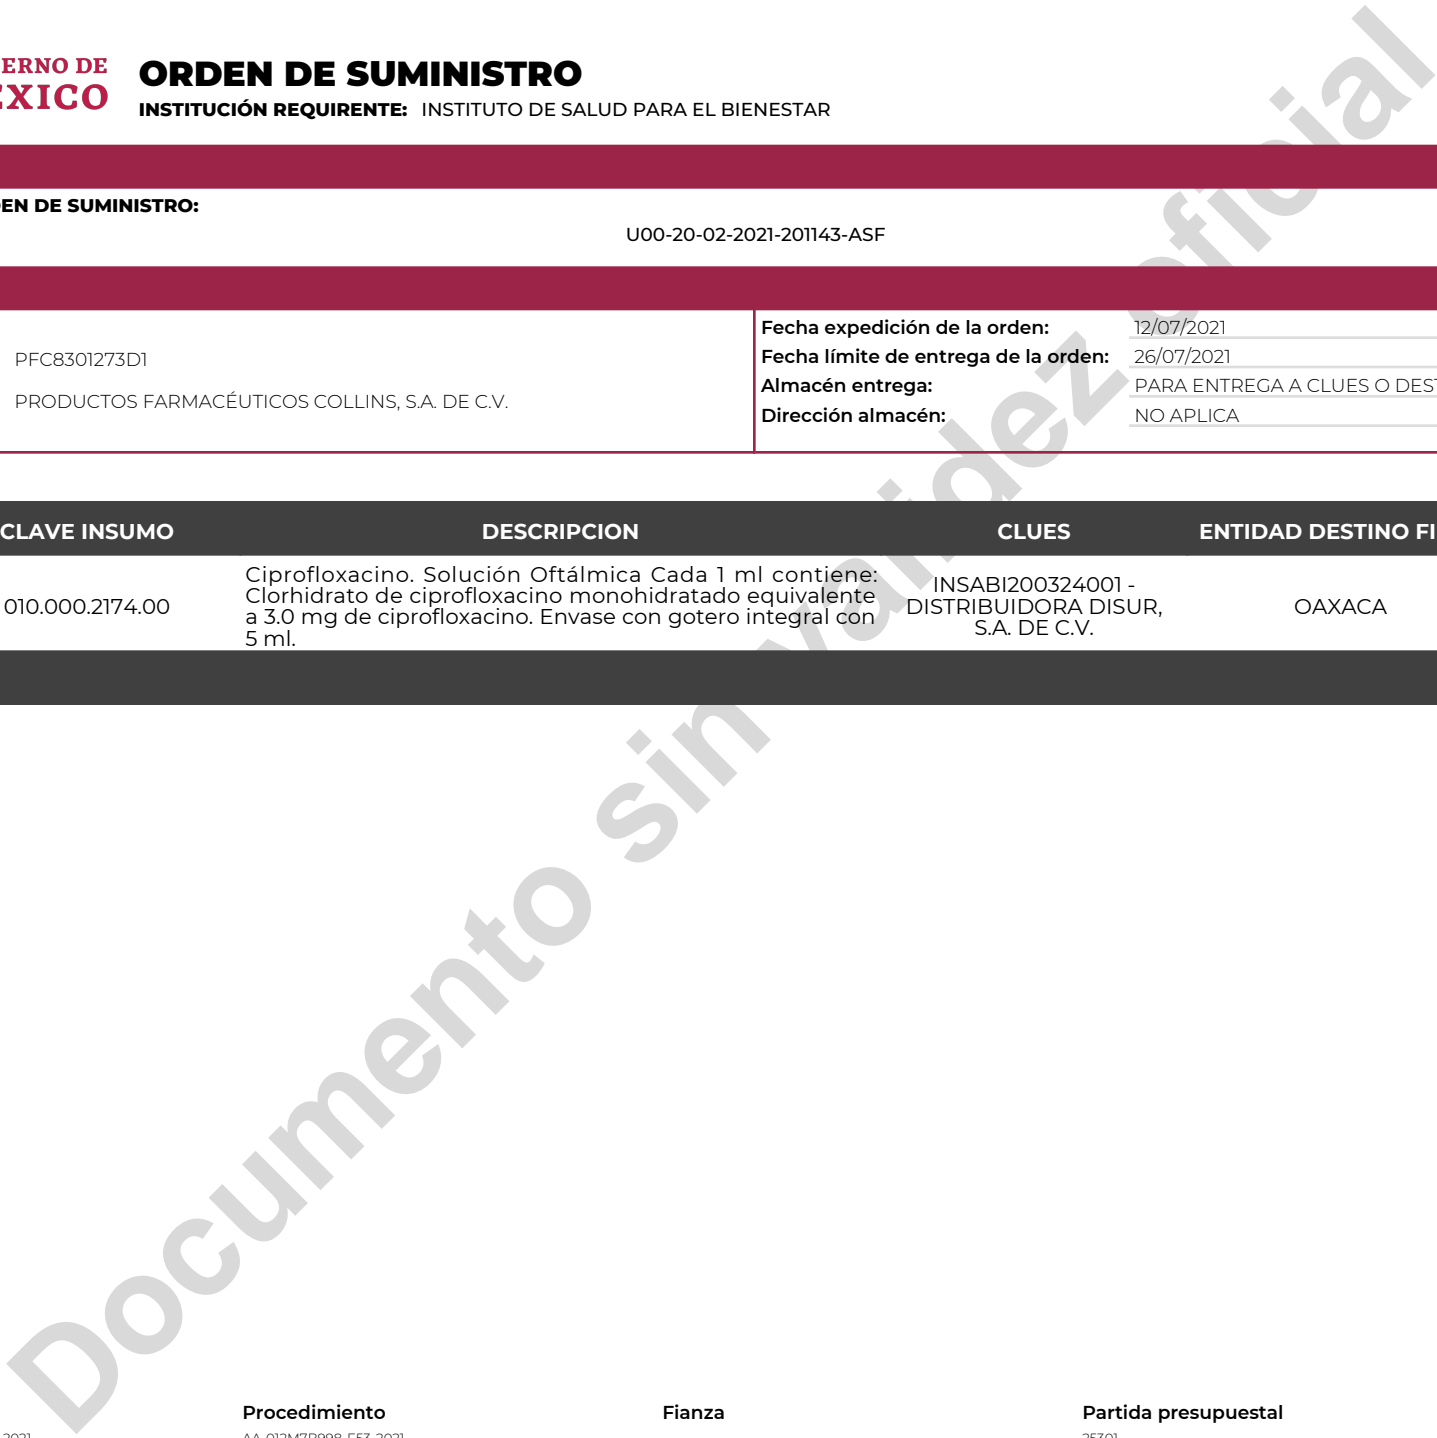 ERNO DE
EXICO
ORDEN DE SUMINISTRO
INSTITUCIÓN REQUIRENTE: INSTITUTO DE SALUD PARA EL BIENESTAR
EN DE SUMINISTRO:
U00-20-02-2021-201143-ASF
PFC8301273D1
PRODUCTOS FARMACÉUTICOS COLLINS, S.A. DE C.V.
Fecha expedición de la orden: 12/07/2021
Fecha límite de entrega de la orden: 26/07/2021
Almacén entrega: PARA ENTREGA A CLUES O DEST
Dirección almacén: NO APLICA
CLAVE INSUMO DESCRIPCION CLUES ENTIDAD DESTINO FI
010.000.2174.00
Ciprofloxacino. Solución Oftálmica Cada 1 ml contiene:
Clorhidrato de ciprofloxacino monohidratado equivalente
a 3.0 mg de ciprofloxacino. Envase con gotero integral con
5 ml.
INSABI200324001 -
DISTRIBUIDORA DISUR,
S.A. DE C.V.
OAXACA
Documento sin validez oficial
Procedimiento Fianza Partida presupuestal